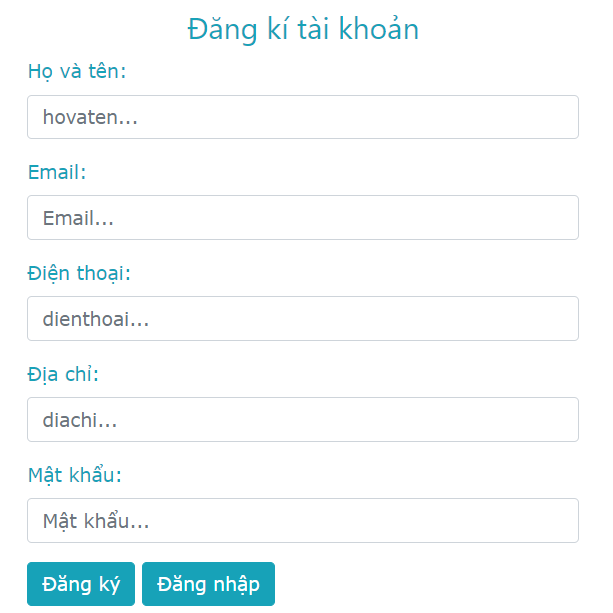 Đăng kí tài khoản
Họ và tên:
hovaten...
Email:
Email...
Điện thoại:
dienthoai...
Địa chỉ:
diachi...
Mật khẩu:
Mật khẩu...
Đăng ký Đăng nhập